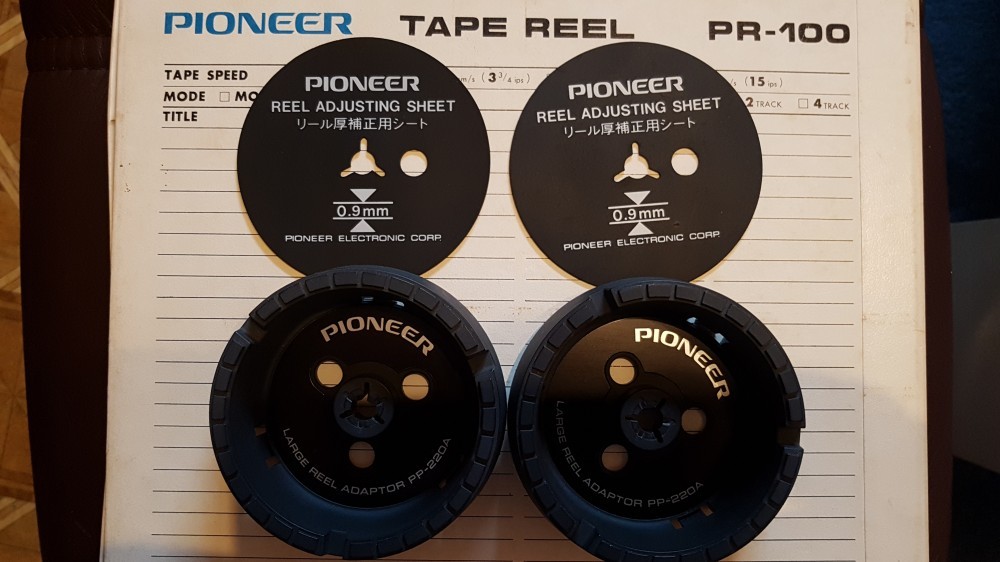 PIONEER TAPE REEL PR-100
TAPE SPEED
m/s (3 3/4 ips)
/s (15 ips)
MODE □ MO
2 TRACK □ 4 TRACK
TITLE
PIONEER
REEL ADJUSTING SHEET
リール厚補正用シート
0.9mm
PIONEER ELECTRONIC CORP.
PIONEER
REEL ADJUSTING SHEET
リール厚補正用シート
0.9mm
PIONEER ELECTRONIC CORP.
PIONEER
LARGE REEL ADAPTOR PP-220A
PIONEER
LARGE REEL ADAPTOR PP-220A